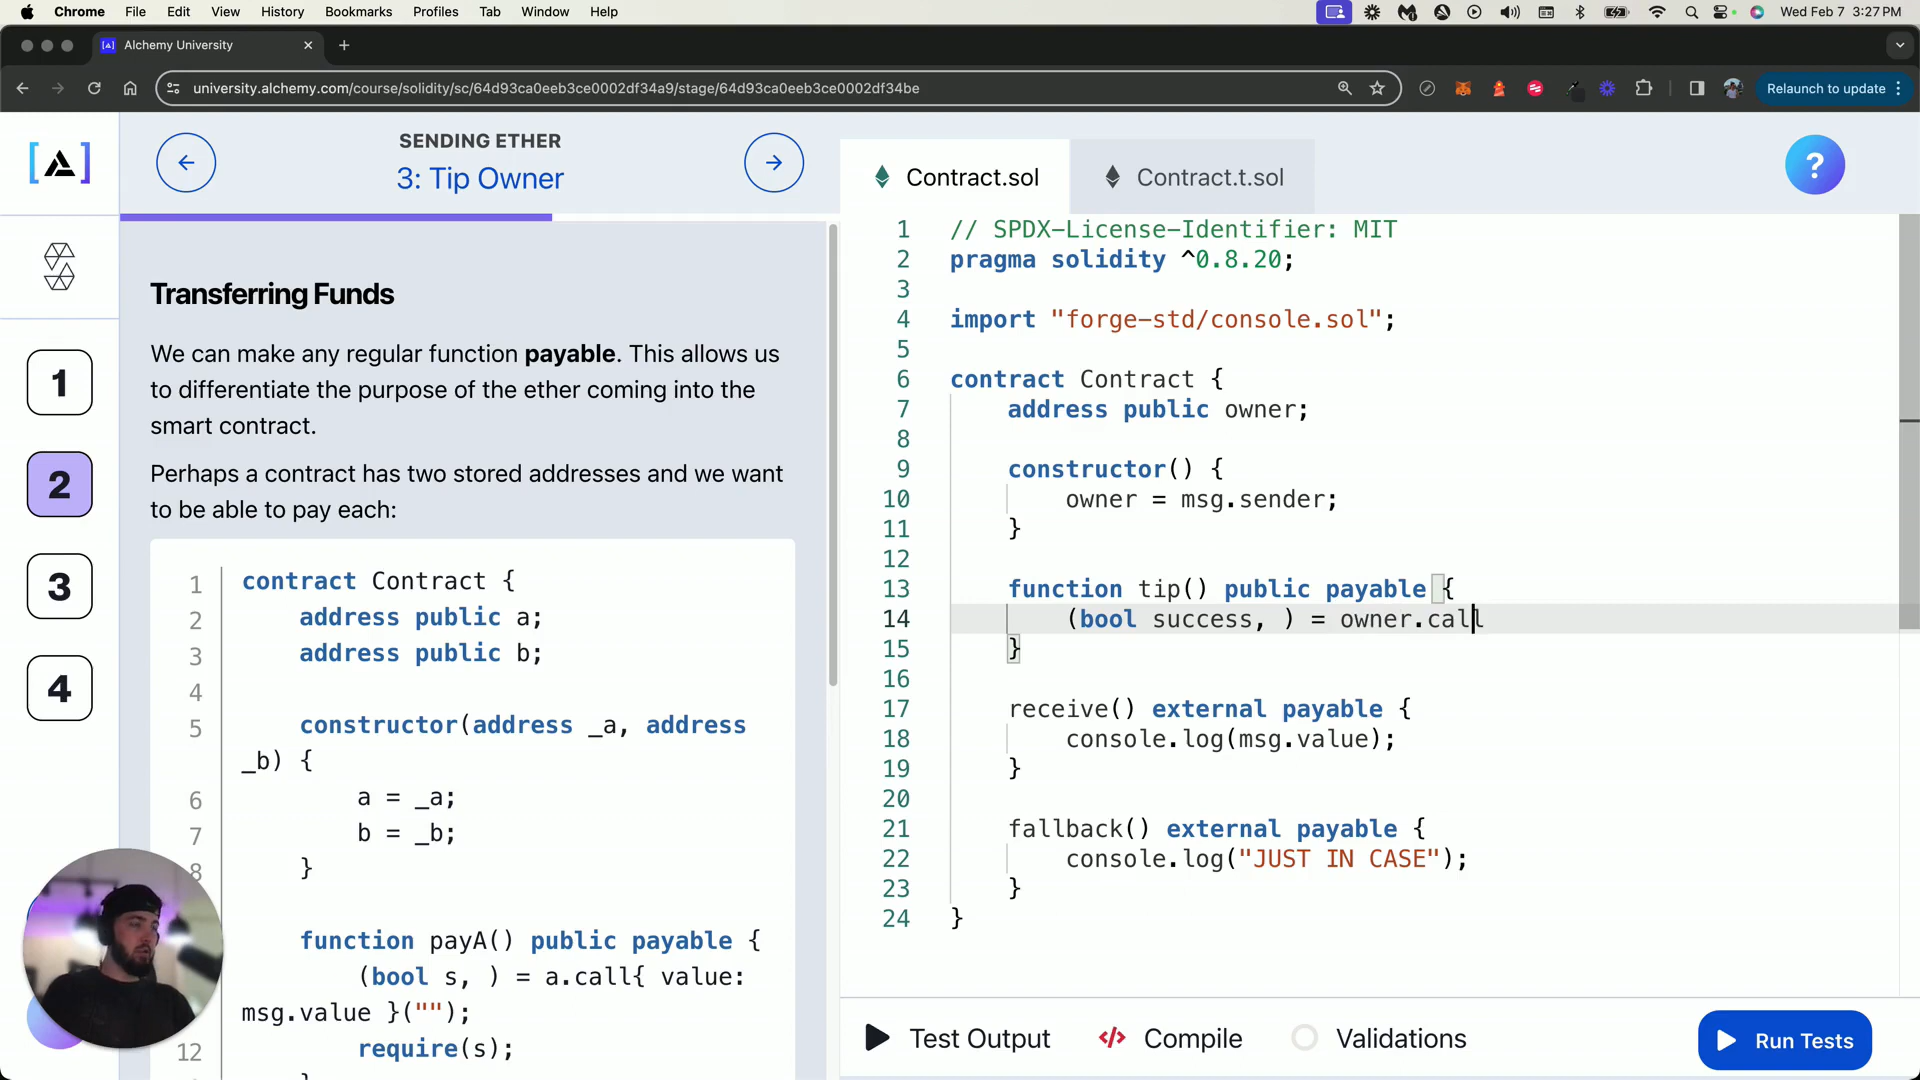 Chrome File Edit View History Bookmarks Profiles Tab Window Help Wed Feb 7 3:27 PM
Alchemy University
university.alchemy.com/course/solidity/sc/64d93ca0eeb3ce0002df34a9/stage/64d93ca0eeb3ce0002df34be
Relaunch to update
SENDING ETHER
3: Tip Owner
1
2
3
4
Transferring Funds
We can make any regular function payable. This allows us
to differentiate the purpose of the ether coming into the
smart contract.
Perhaps a contract has two stored addresses and we want
to be able to pay each:
1 contract Contract {
2 address public a;
3 address public b;
4
5 constructor(address _a, address
_b) {
6 a = _a;
7 b = _b;
8 }
function payA() public payable {
(bool s, ) = a.call{ value:
msg.value }("");
12 require(s);
Contract.sol
Contract.t.sol
?
1 // SPDX-License-Identifier: MIT
2 pragma solidity ^0.8.20;
3
4 import "forge-std/console.sol";
5
6 contract Contract {
7 address public owner;
8
9 constructor() {
10 owner = msg.sender;
11 }
12
13 function tip() public payable {
14 (bool success, ) = owner.call
15 }
16
17 receive() external payable {
18 console.log(msg.value);
19 }
20
21 fallback() external payable {
22 console.log("JUST IN CASE");
23 }
24 }
Test Output
Compile
Validations
Run Tests